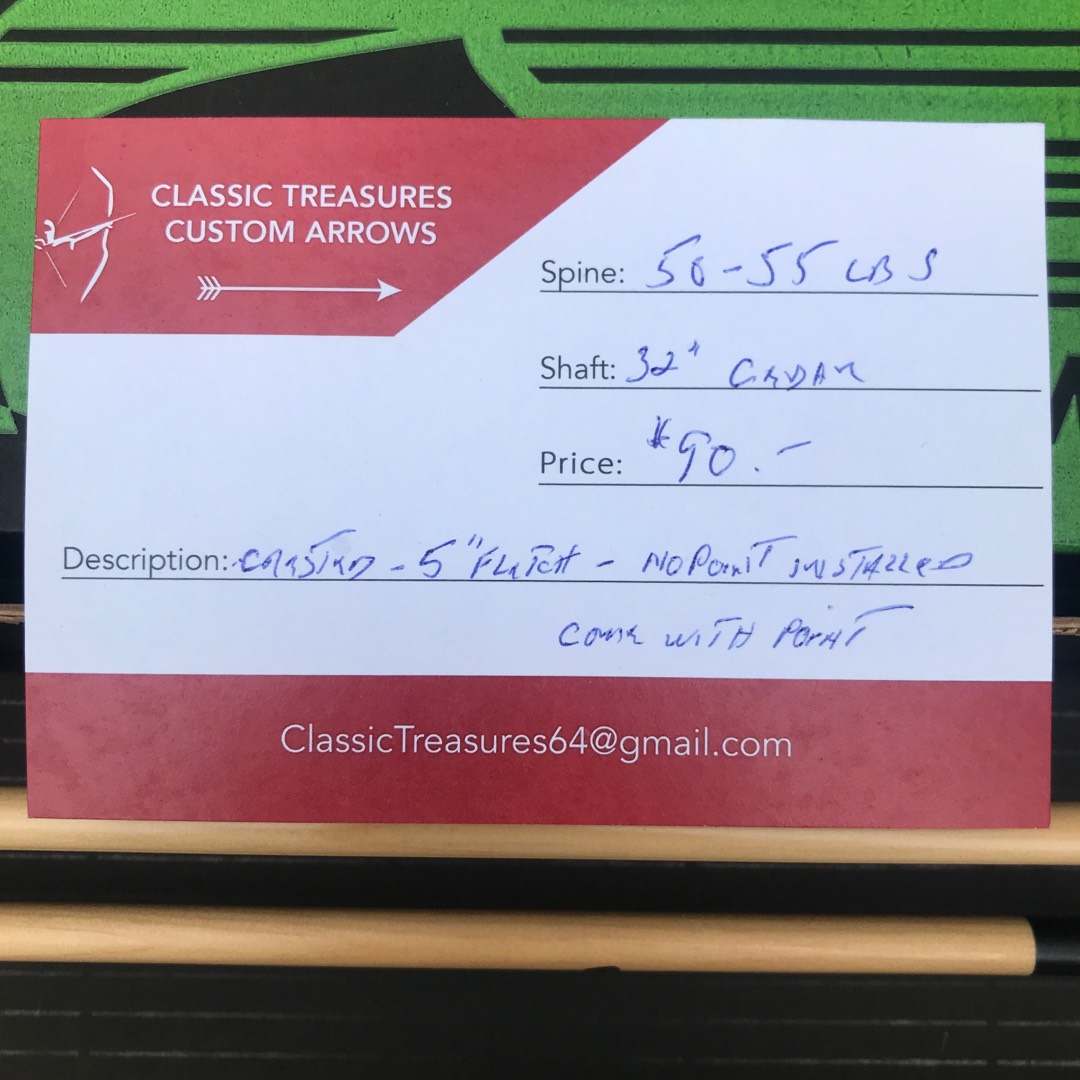 CLASSIC TREASURES
CUSTOM ARROWS
Spine: 50-55 LBS
Shaft: 32" CEDAR
Price: $90.-
Description: CRESTED - 5" FLETCH - NO POINT INSTALLED
COME WITH POINT
ClassicTreasures64@gmail.com